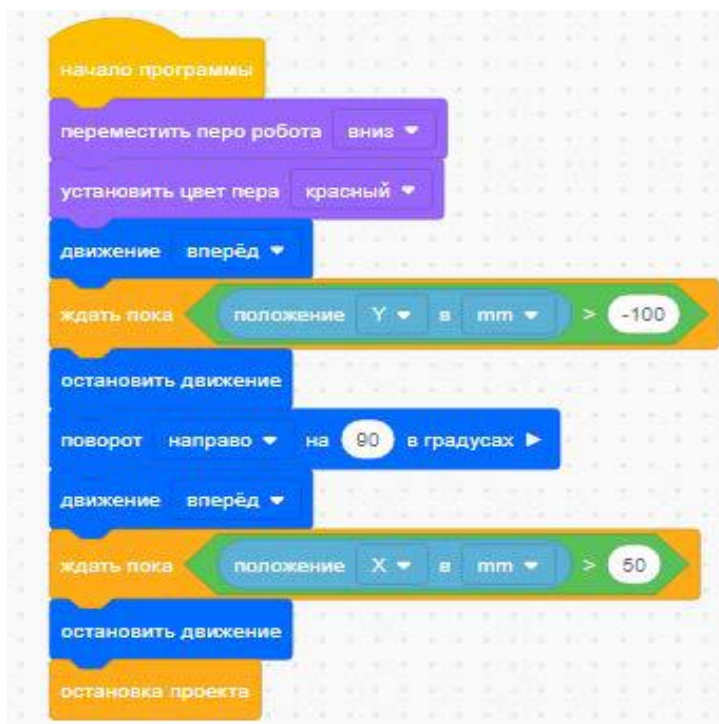 начало программы
переместить перо робота вниз
установить цвет пера красный
движение вперёд
ждать пока положение Y в mm > -100
остановить движение
поворот направо на 90 в градусах
движение вперёд
ждать пока положение X в mm > 50
остановить движение
остановка проекта